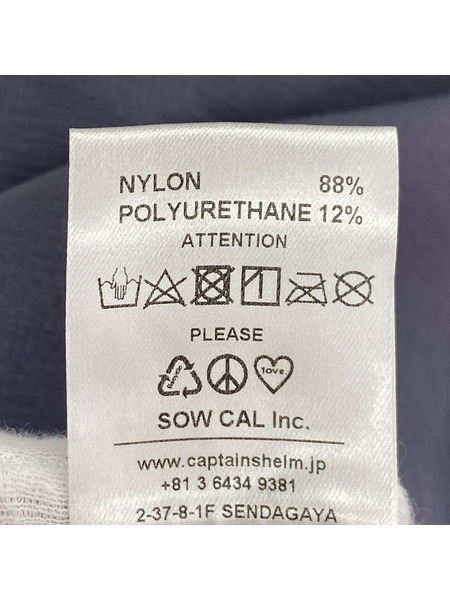 NYLON 88%
POLYURETHANE 12%
ATTENTION
PLEASE
Recycle love.
SOW CAL Inc.
www.captainshelm.jp
+81 3 6434 9381
2-37-8-1F SENDAGAYA